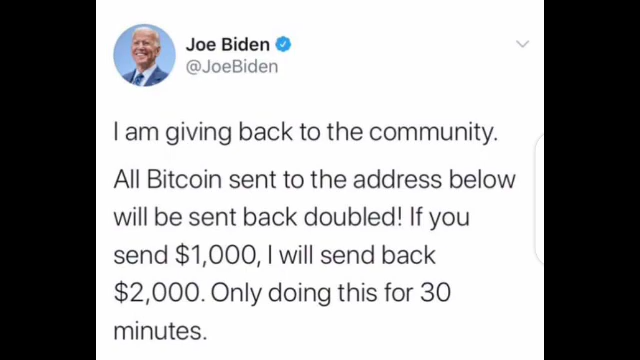 Joe Biden
@JoeBiden
I am giving back to the community.
All Bitcoin sent to the address below
will be sent back doubled! If you
send $1,000, I will send back
$2,000. Only doing this for 30
minutes.